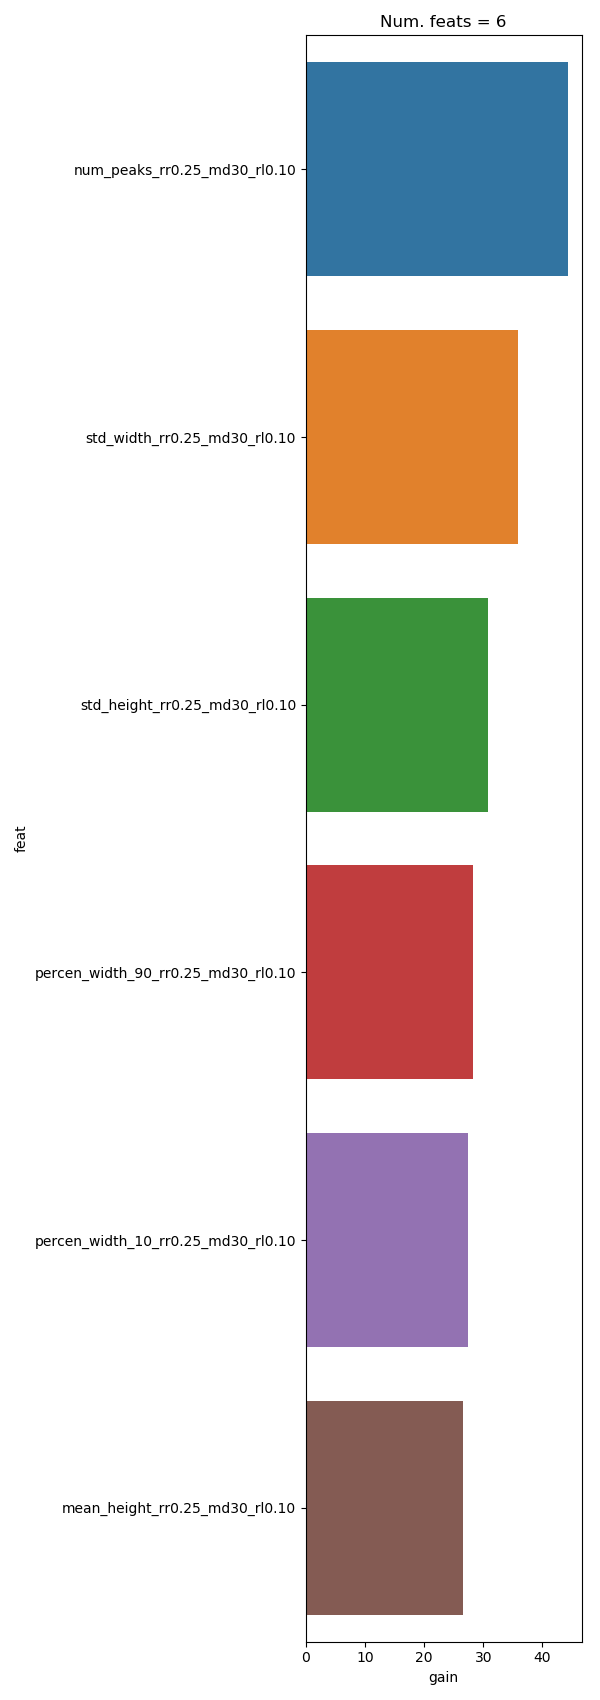 Num. feats = 6
num_peaks_rr0.25_md30_rl0.10
std_width_rr0.25_md30_rl0.10
std_height_rr0.25_md30_rl0.10
feat
percen_width_90_rr0.25_md30_rl0.10
percen_width_10_rr0.25_md30_rl0.10
mean_height_rr0.25_md30_rl0.10
0 10 20 30 40
gain